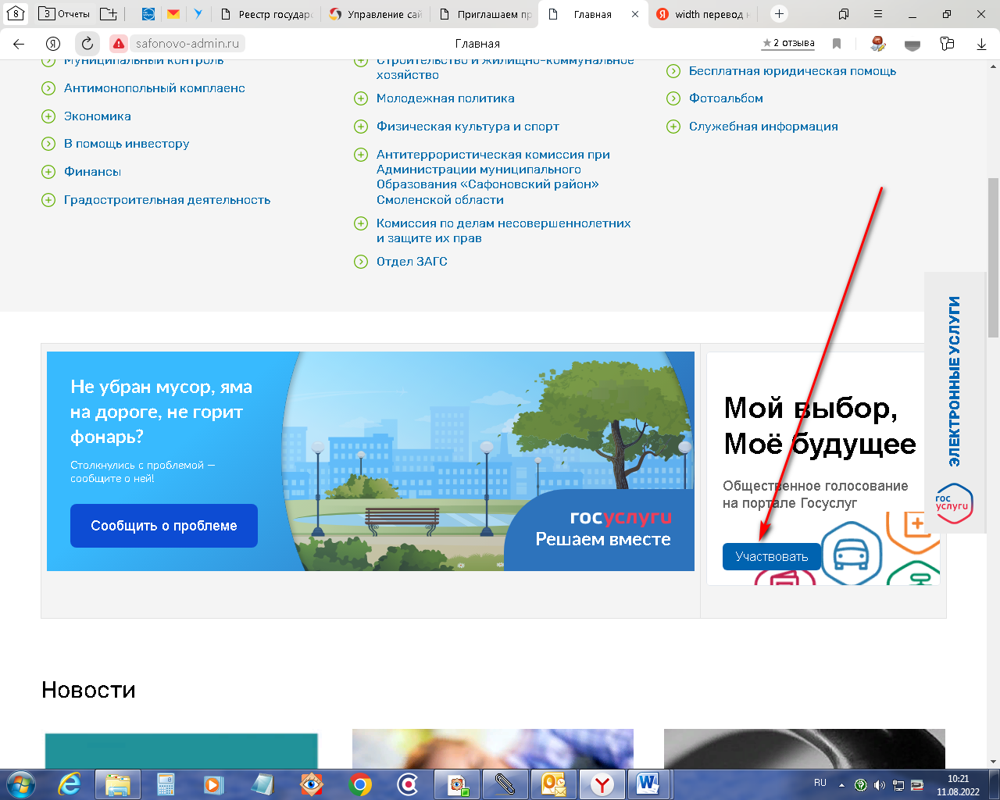 8
3 Отчеты
Реестр государс
Управление сай
Приглашаем пр
Главная
width перевод н
safonovo-admin.ru
Главная
2 отзыва
Муниципальный контроль
Антимонопольный комплаенс
Экономика
В помощь инвестору
Финансы
Градостроительная деятельность
Строительство и жилищно-коммунальное
хозяйство
Молодежная политика
Физическая культура и спорт
Антитеррористическая комиссия при
Администрации муниципального
Образования «Сафоновский район»
Смоленской области
Комиссия по делам несовершеннолетних
и защите их прав
Отдел ЗАГС
Бесплатная юридическая помощь
Фотоальбом
Служебная информация
ЭЛЕКТРОННЫЕ УСЛУГИ
гос
услуги
Не убран мусор, яма
на дороге, не горит
фонарь?
Столкнулись с проблемой —
сообщите о ней!
Сообщить о проблеме
госуслуги
Решаем вместе
Мой выбор,
Моё будущее
Общественное голосование
на портале Госуслуг
Участвовать
Новости
RU
10:21
11.08.2022